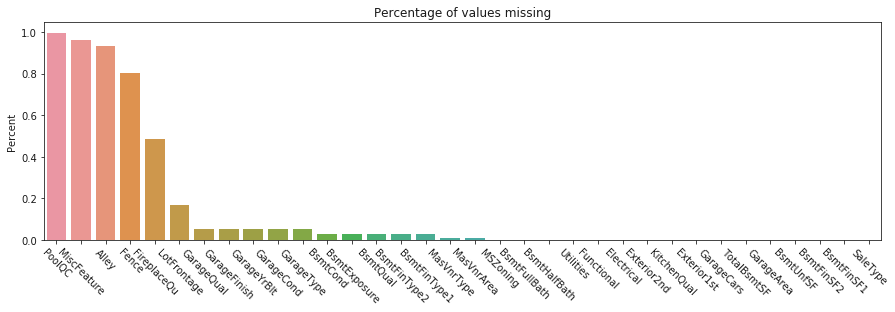 Percentage of values missing
Percent
1.0
0.8
0.6
0.4
0.2
0.0
PoolQC
MiscFeature
Alley
Fence
FireplaceQu
LotFrontage
GarageQual
GarageFinish
GarageYrBlt
GarageCond
GarageType
BsmtCond
BsmtExposure
BsmtQual
BsmtFinType2
BsmtFinType1
MasVnrType
MasVnrArea
MSZoning
BsmtFullBath
BsmtHalfBath
Utilities
Functional
Electrical
Exterior2nd
KitchenQual
Exterior1st
GarageCars
TotalBsmtSF
GarageArea
BsmtUnfSF
BsmtFinSF2
BsmtFinSF1
SaleType